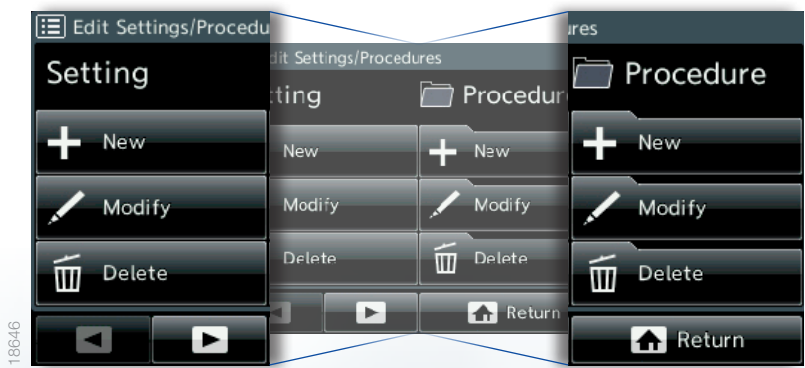 Edit Settings/Procedu
Setting
New
Modify
Delete
dit Settings/Procedures
tting
New
Modify
Delete
Procedur
New
Modify
Delete
Return
ures
Procedure
New
Modify
Delete
Return
18646